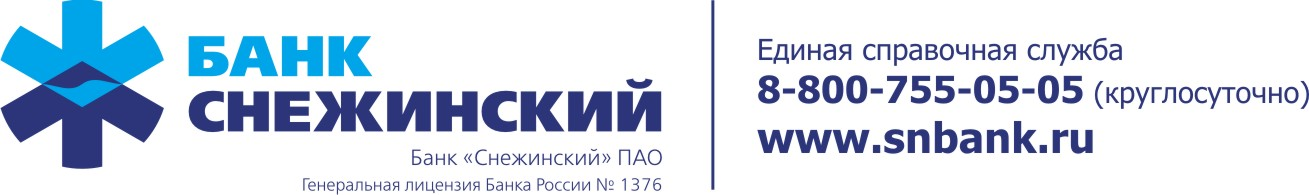 БАНК
СНЕЖИНСКИЙ
Банк «Снежинский» ПАО
Генеральная лицензия Банка России № 1376
Единая справочная служба
8-800-755-05-05 (круглосуточно)
www.snbank.ru